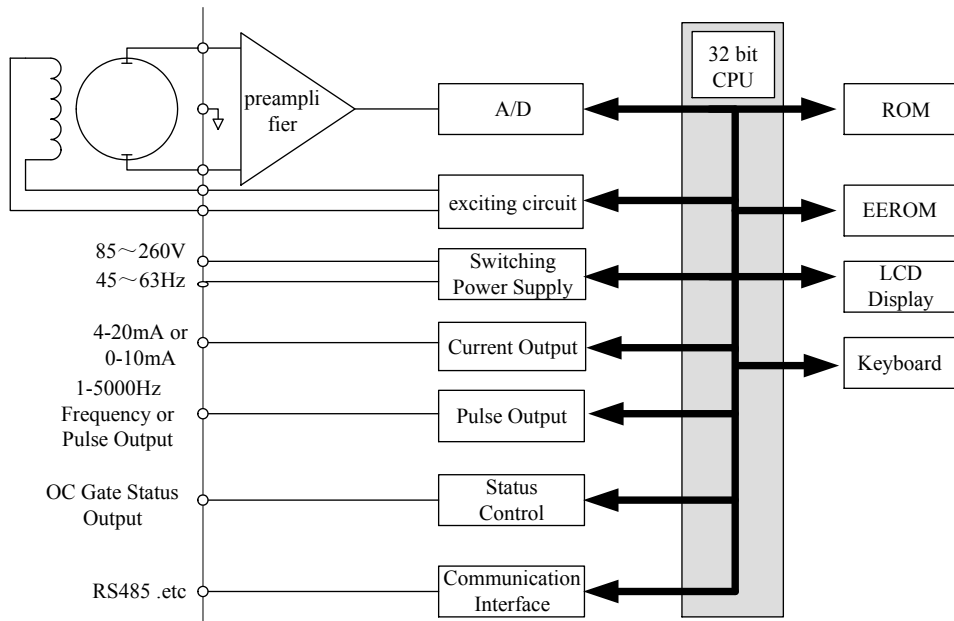 32 bit
CPU
preampli
fier
A/D
ROM
exciting circuit
EEROM
85～260V
45～63Hz
Switching
Power Supply
LCD
Display
4-20mA or
0-10mA
Current Output
Keyboard
1-5000Hz
Frequency or
Pulse Output
Pulse Output
OC Gate Status
Output
Status
Control
RS485 .etc
Communication
Interface